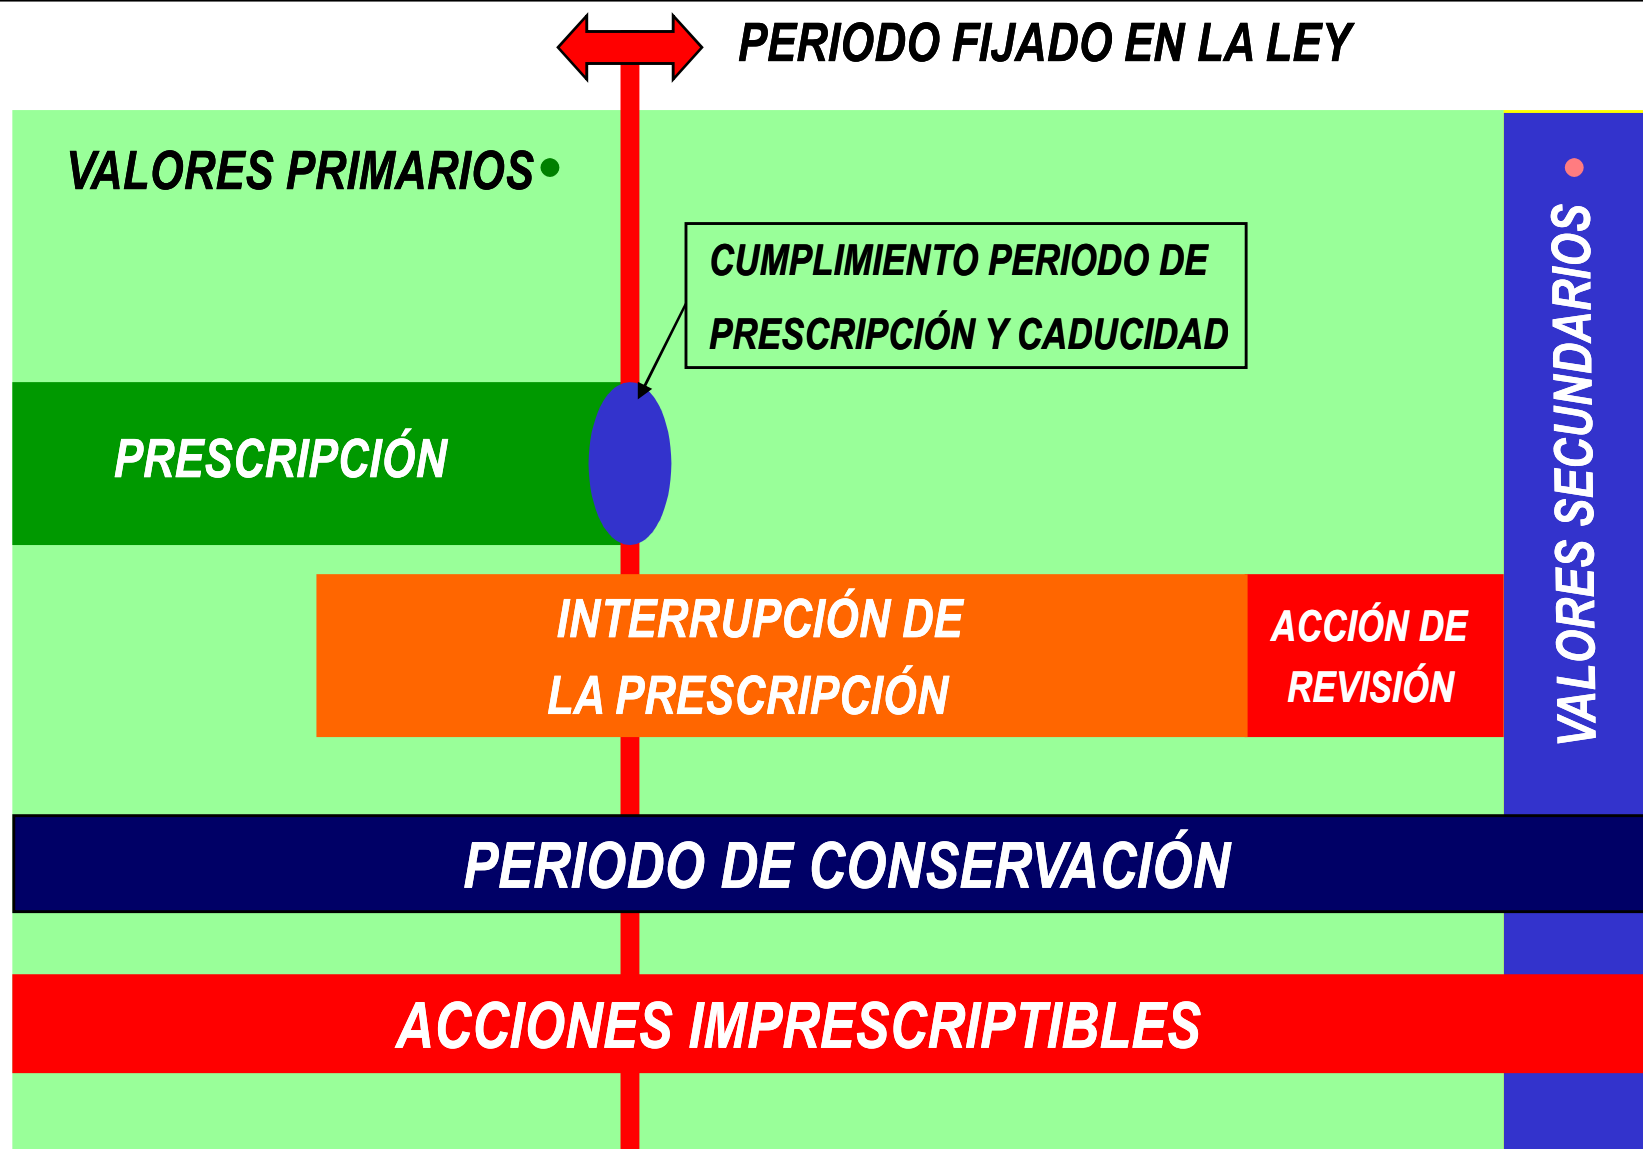 PERIODO FIJADO EN LA LEY
VALORES PRIMARIOS
CUMPLIMIENTO PERIODO DE
PRESCRIPCIÓN Y CADUCIDAD
PRESCRIPCIÓN
INTERRUPCIÓN DE
LA PRESCRIPCIÓN
ACCIÓN DE
REVISIÓN
VALORES SECUNDARIOS
PERIODO DE CONSERVACIÓN
ACCIONES IMPRESCRIPTIBLES